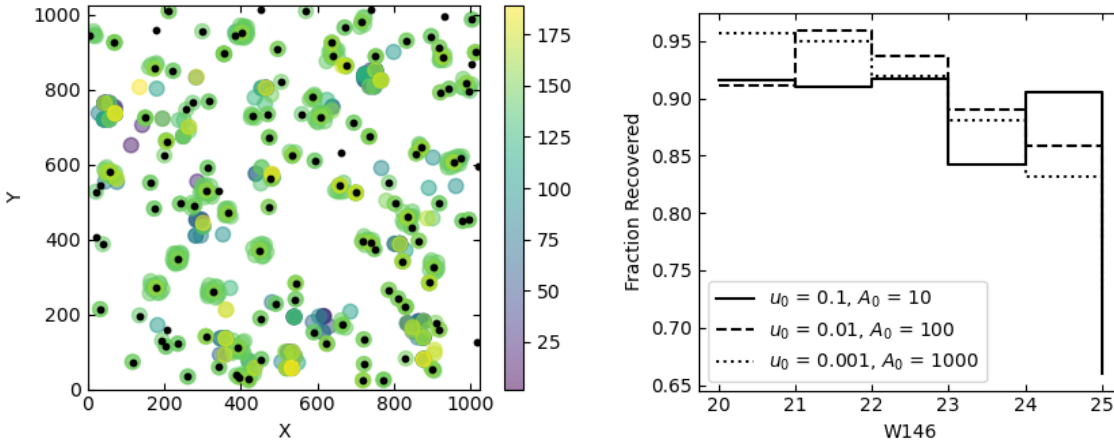 1000
800
600
400
200
0
Y
0 200 400 600 800 1000
X
175
150
125
100
75
50
25
0.95
0.90
0.85
0.80
0.75
0.70
0.65
Fraction Recovered
u₀ = 0.1, A₀ = 10
u₀ = 0.01, A₀ = 100
u₀ = 0.001, A₀ = 1000
20 21 22 23 24 25
W146